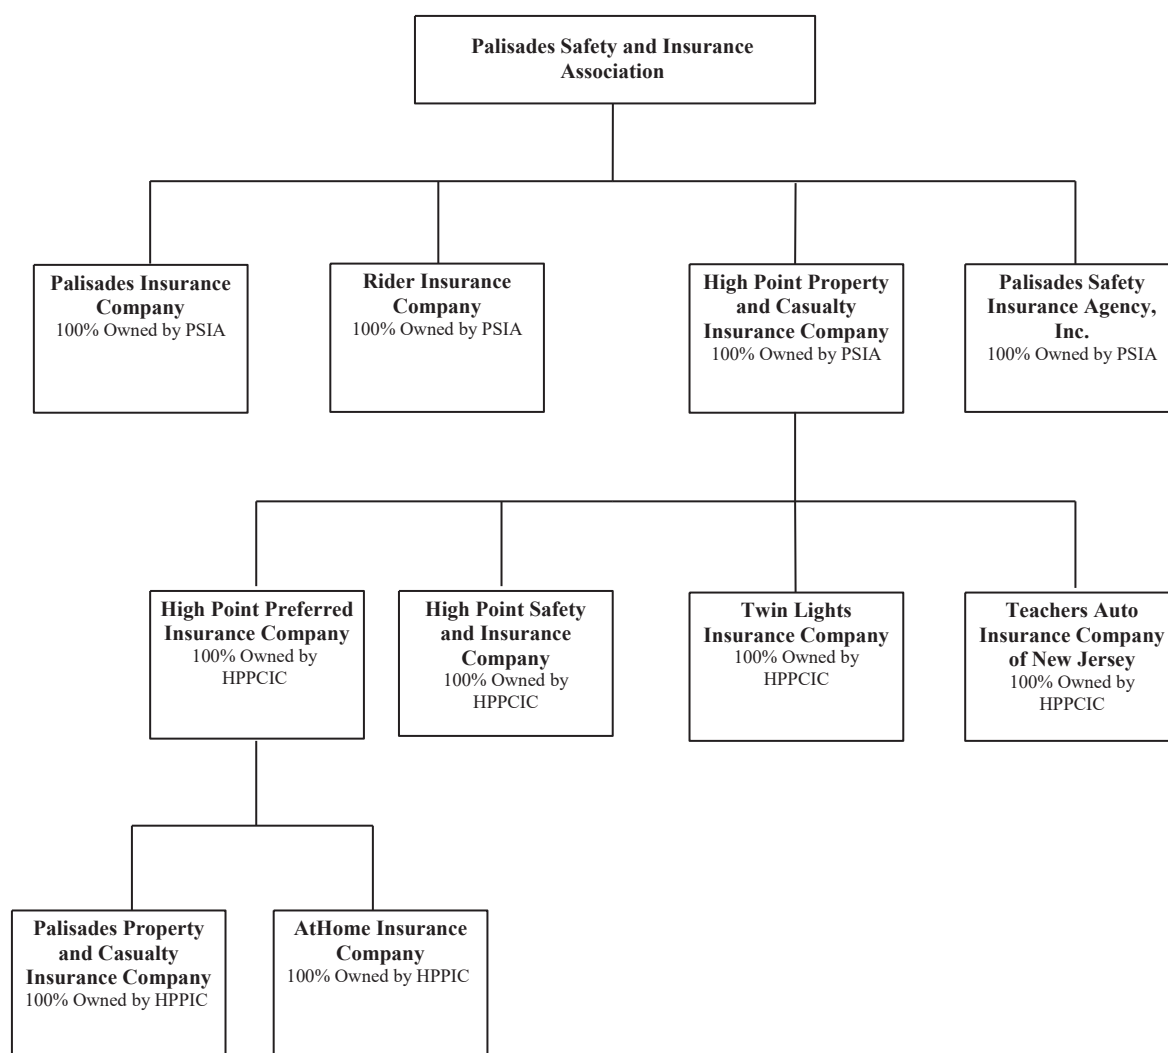 Palisades Safety and Insurance
Association
Palisades Insurance
Company
100% Owned by PSIA
Rider Insurance
Company
100% Owned by PSIA
High Point Property
and Casualty
Insurance Company
100% Owned by PSIA
Palisades Safety
Insurance Agency,
Inc.
100% Owned by PSIA
High Point Preferred
Insurance Company
100% Owned by
HPPCIC
High Point Safety
and Insurance
Company
100% Owned by
HPPCIC
Twin Lights
Insurance Company
100% Owned by
HPPCIC
Teachers Auto
Insurance Company
of New Jersey
100% Owned by
HPPCIC
Palisades Property
and Casualty
Insurance Company
100% Owned by HPPIC
AtHome Insurance
Company
100% Owned by HPPIC